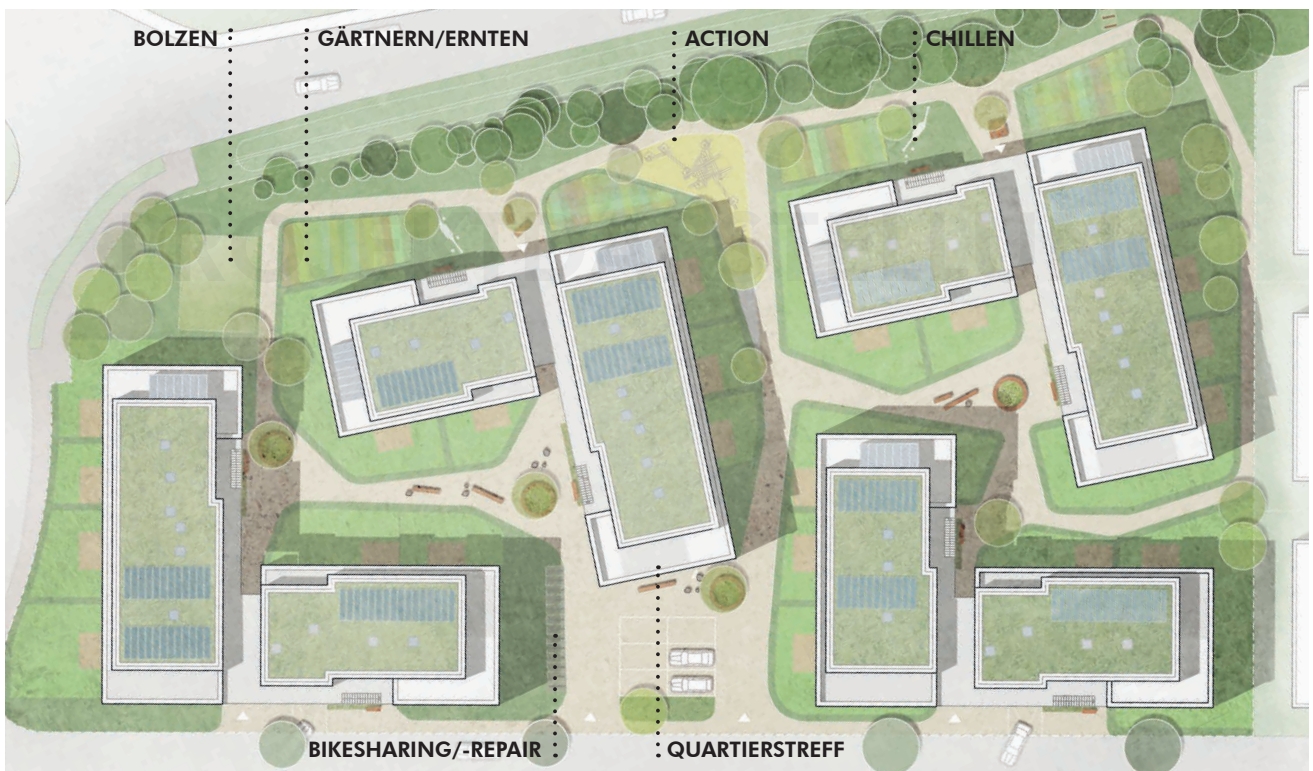 BOLZEN
GÄRTNERN/ERNTEN
ACTION
CHILLEN
BIKESHARING/-REPAIR
QUARTIERSTREFF